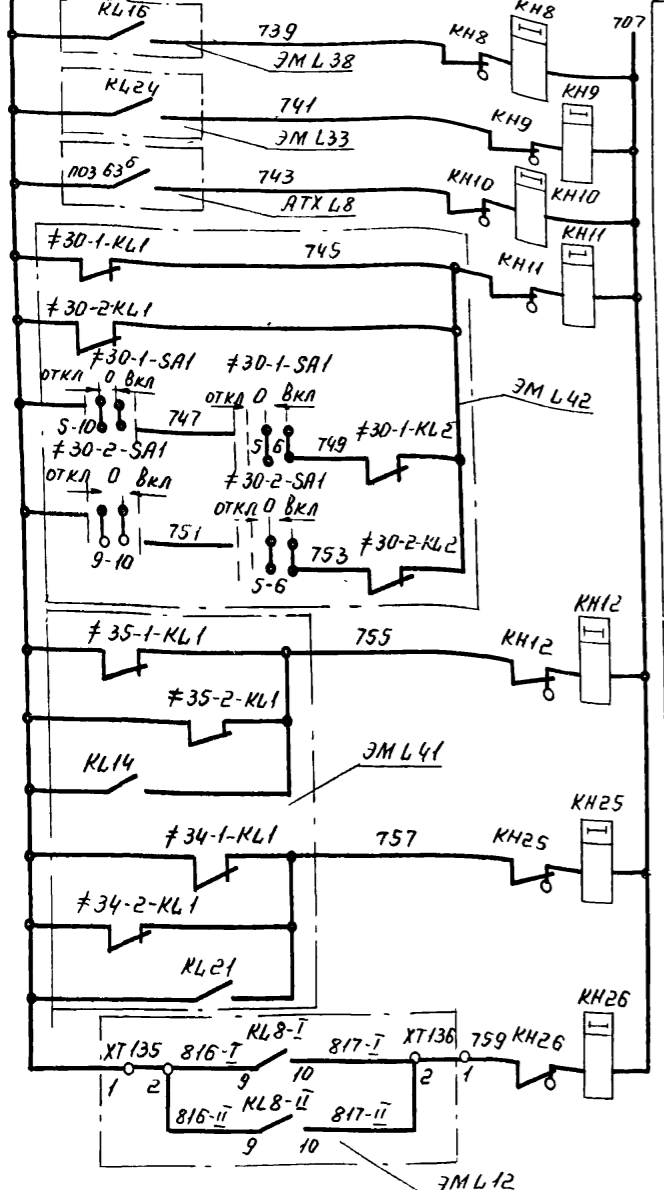 KL16
739
KH8
KH8
707
ЭМ L38
KL24
741
KH9
KH9
ЭМ L33
поз 63б
743
KH10
KH10
АТХ L8
≠30-1-KL1
745
KH11
KH11
≠30-2-KL1
≠30-1-SA1
≠30-1-SA1
откл 0 Вкл
откл 0 Вкл
ЭМ L42
5-10
747
5 6
749
≠30-1-KL2
≠30-2-SA1
≠30-2-SA1
откл 0 Вкл
откл 0 Вкл
751
9-10
753
≠30-2-KL2
5-6
KH12
≠35-1-KL1
755
KH12
≠35-2-KL1
KL14
ЭМ L41
KH25
≠34-1-KL1
757
KH25
≠34-2-KL1
KL21
KH26
XT135
816-I
KL8-I
817-I
XT136
759
KH26
1
2
9
10
2
1
816-II
KL8-II
817-II
9
10
ЭМ L12